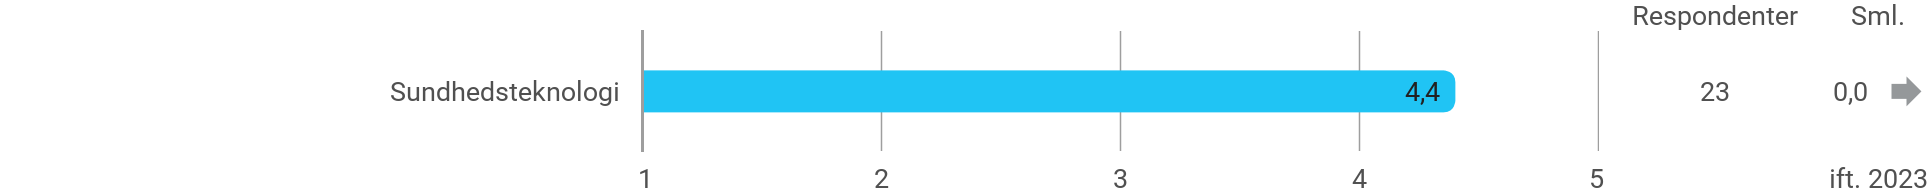 Respondenter Sml.
Sundhedsteknologi 4,4 23 0,0
1 2 3 4 5 ift. 2023